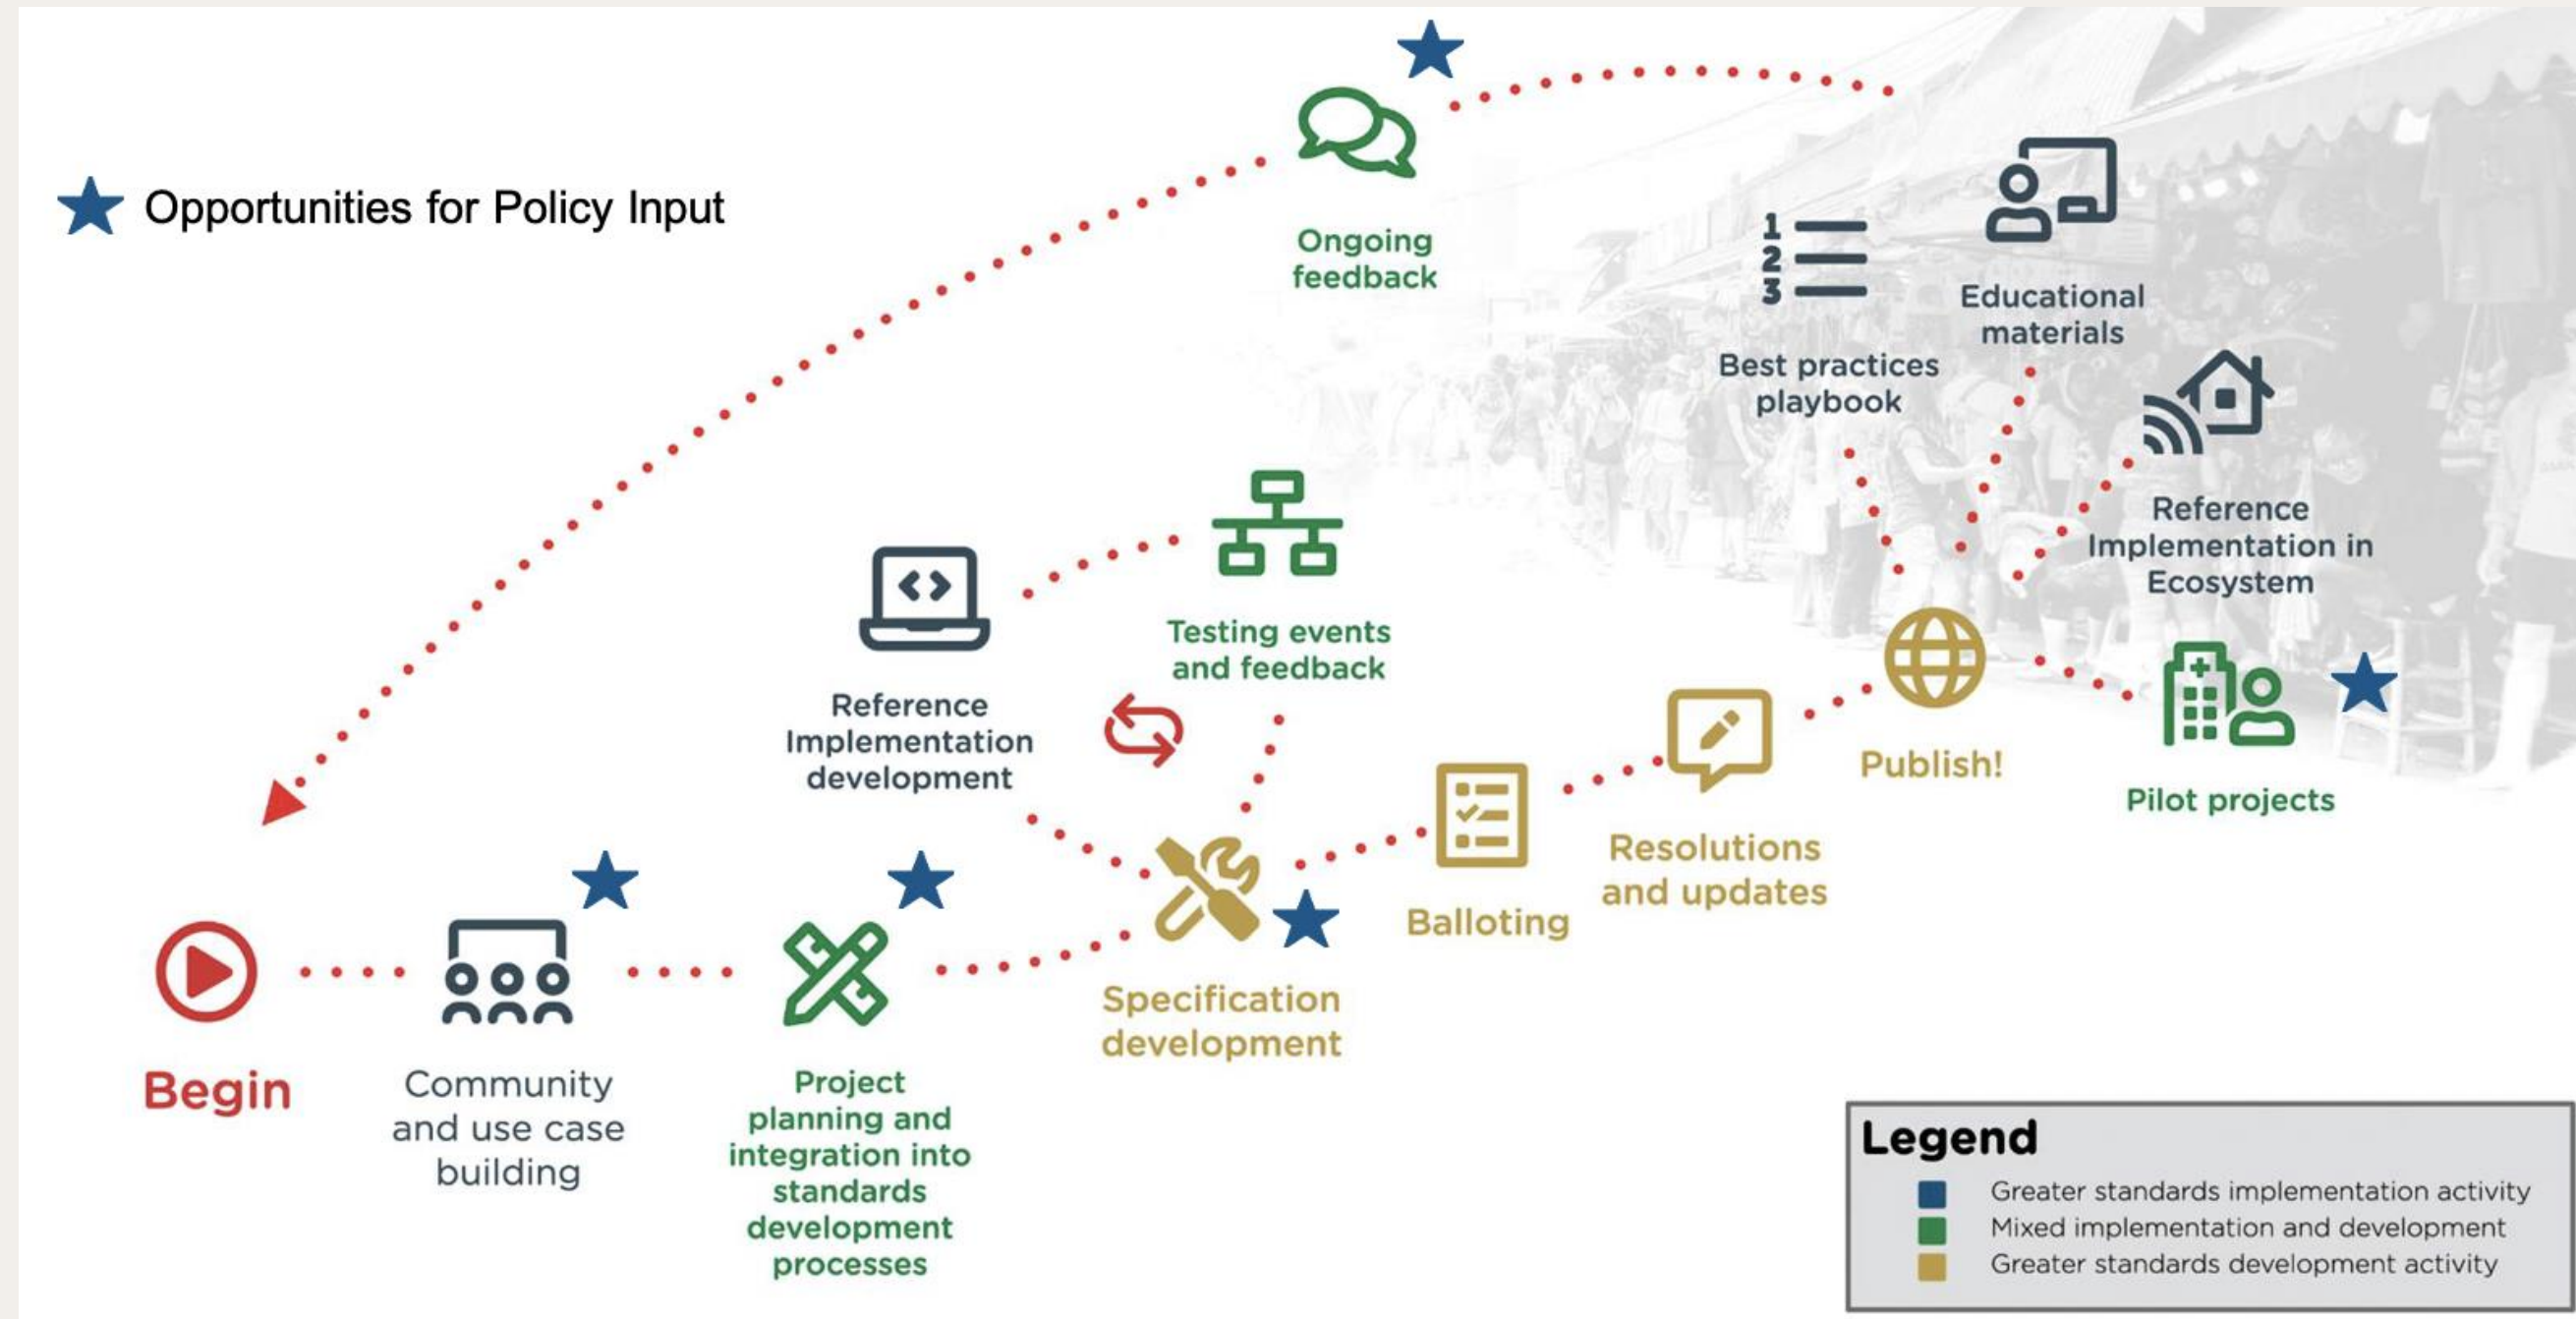 Opportunities for Policy Input
Ongoing
feedback
1
2
3
Best practices
playbook
Educational
materials
Reference
Implementation in
Ecosystem
Testing events
and feedback
Reference
Implementation
development
Publish!
Pilot projects
Resolutions
and updates
Balloting
Specification
development
Begin
Community
and use case
building
Project
planning and
integration into
standards
development
processes
Legend
Greater standards implementation activity
Mixed implementation and development
Greater standards development activity